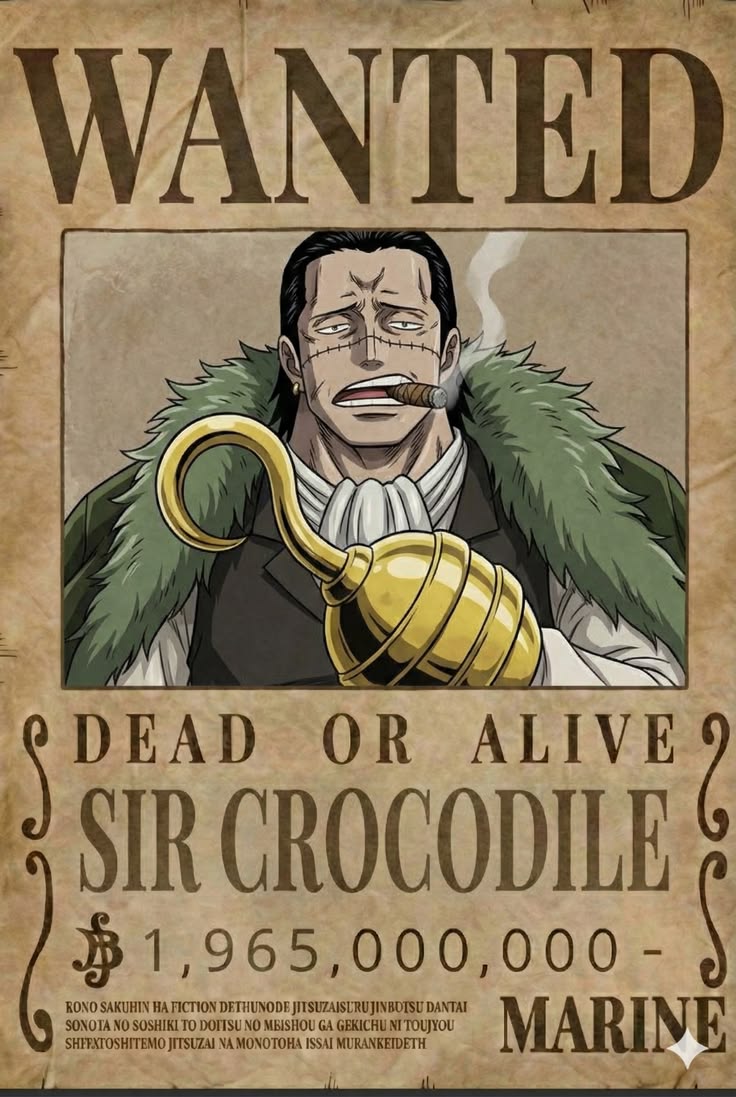 WANTED
DEAD OR ALIVE
SIR CROCODILE
฿ 1,965,000,000 -
KONO SAKUHIN HA FICTION DETHUNODE JITSUZAISURU JINBUTSU DANTAI
SONOTA NO SOSHIKI TO DOITSU NO MEISHOU GA GEKICHU NI TOUJYOU
SHITATOSHITEMO JITSUZAI NA MONOTOHA ISSAI MURANKEIDETH
MARINE